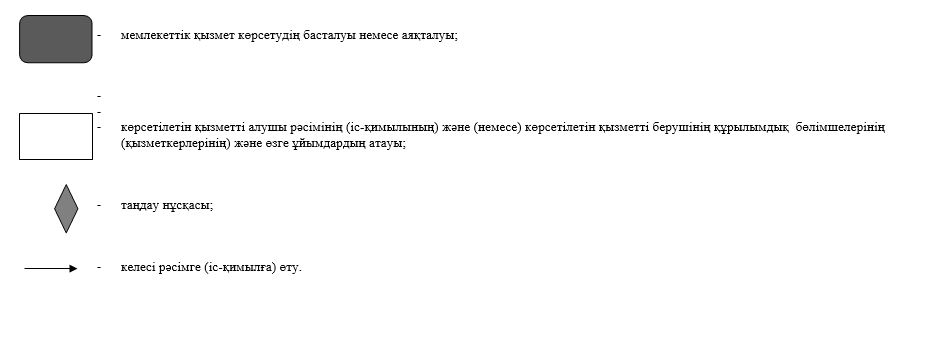 - мемлекеттік қызмет көрсетудің басталуы немесе аяқталуы;
-
-
- көрсетілетін қызметті алушы рәсімінің (іс-қимылының) және (немесе) көрсетілетін қызметті берушінің құрылымдық бөлімшелерінің
(қызметкерлерінің) және өзге ұйымдардың атауы;
- таңдау нұсқасы;
- келесі рәсімге (іс-қимылға) өту.